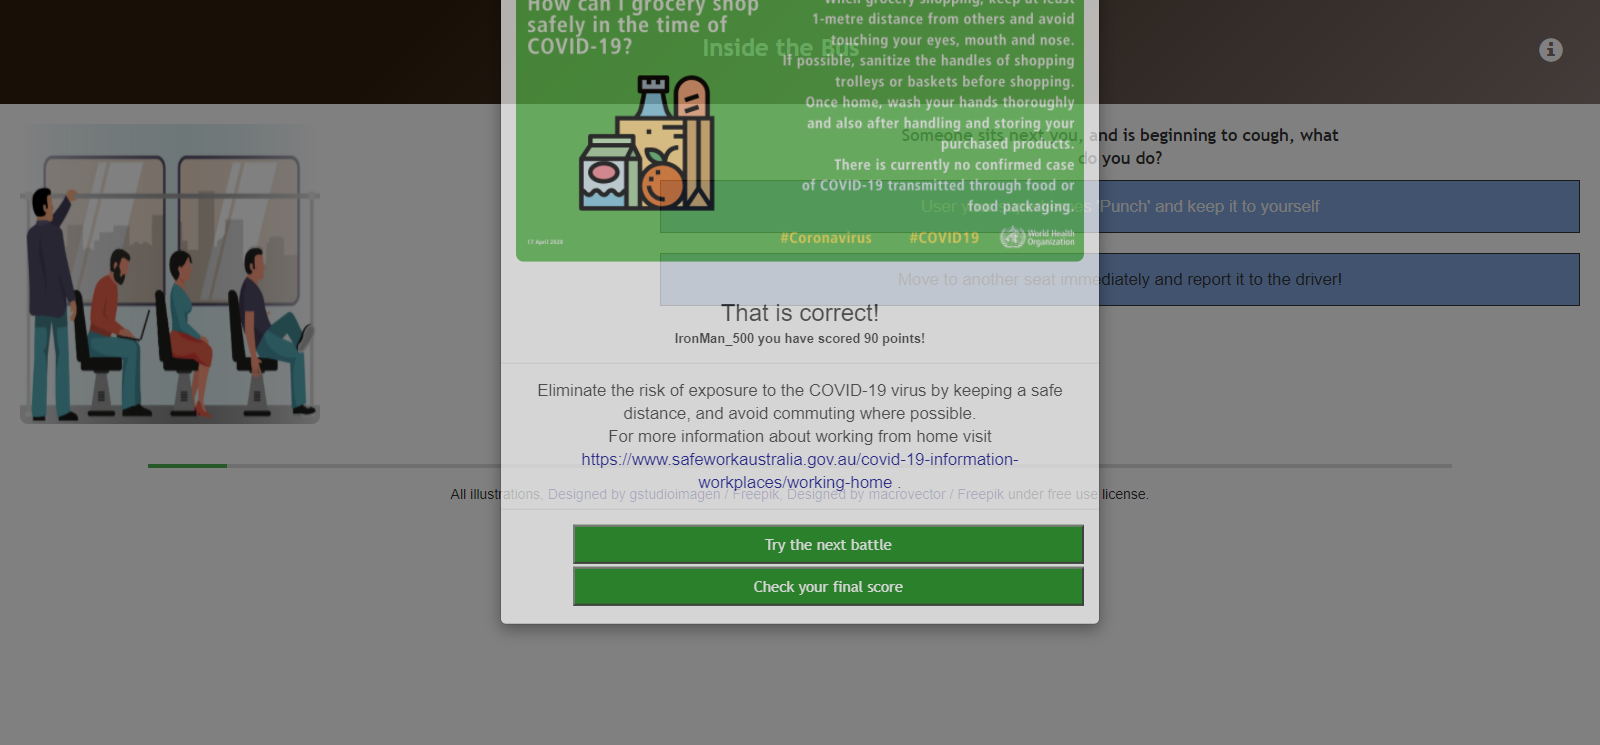 How can I grocery shop
safely in the time of
COVID-19?
When grocery shopping, keep at least
1-metre distance from others and avoid
touching your eyes, mouth and nose.
If possible, sanitize the handles of shopping
trolleys or baskets before shopping.
Once home, wash your hands thoroughly
and also after handling and storing your
purchased products.
There is currently no confirmed case
of COVID-19 transmitted through food or
food packaging.
17 April 2020
#Coronavirus #COVID19
World Health
Organization
Inside the Bus
Someone sits next you, and is beginning to cough, what
do you do?
User 'Punch' and keep it to yourself
Move to another seat immediately and report it to the driver!
That is correct!
IronMan_500 you have scored 90 points!
Eliminate the risk of exposure to the COVID-19 virus by keeping a safe
distance, and avoid commuting where possible.
For more information about working from home visit
https://www.safeworkaustralia.gov.au/covid-19-information-
workplaces/working-home .
All illustrations, Designed by gstudioimagen / Freepik, Designed by macrovector / Freepik under free use license.
Try the next battle
Check your final score